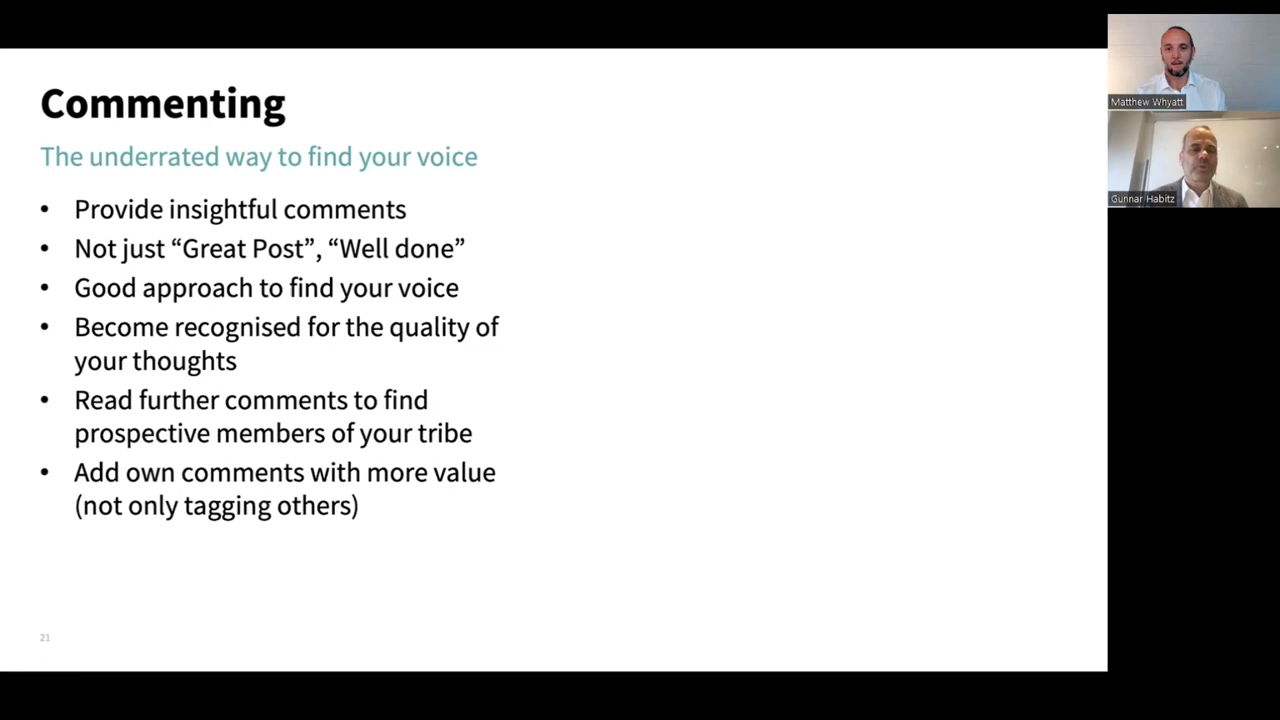 Commenting
The underrated way to find your voice
• Provide insightful comments
• Not just “Great Post”, “Well done”
• Good approach to find your voice
• Become recognised for the quality of
your thoughts
• Read further comments to find
prospective members of your tribe
• Add own comments with more value
(not only tagging others)
21
Matthew Whyatt
Gunnar Habitz